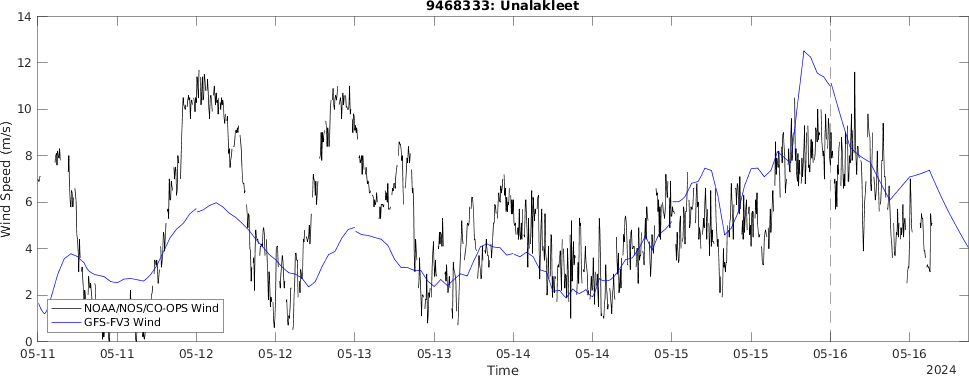 9468333: Unalakleet
14
12
10
8
6
4
2
0
Wind Speed (m/s)
NOAA/NOS/CO-OPS Wind
GFS-FV3 Wind
05-11 05-11 05-12 05-12 05-13 05-13 05-14 05-14 05-15 05-15 05-16 05-16
Time
2024